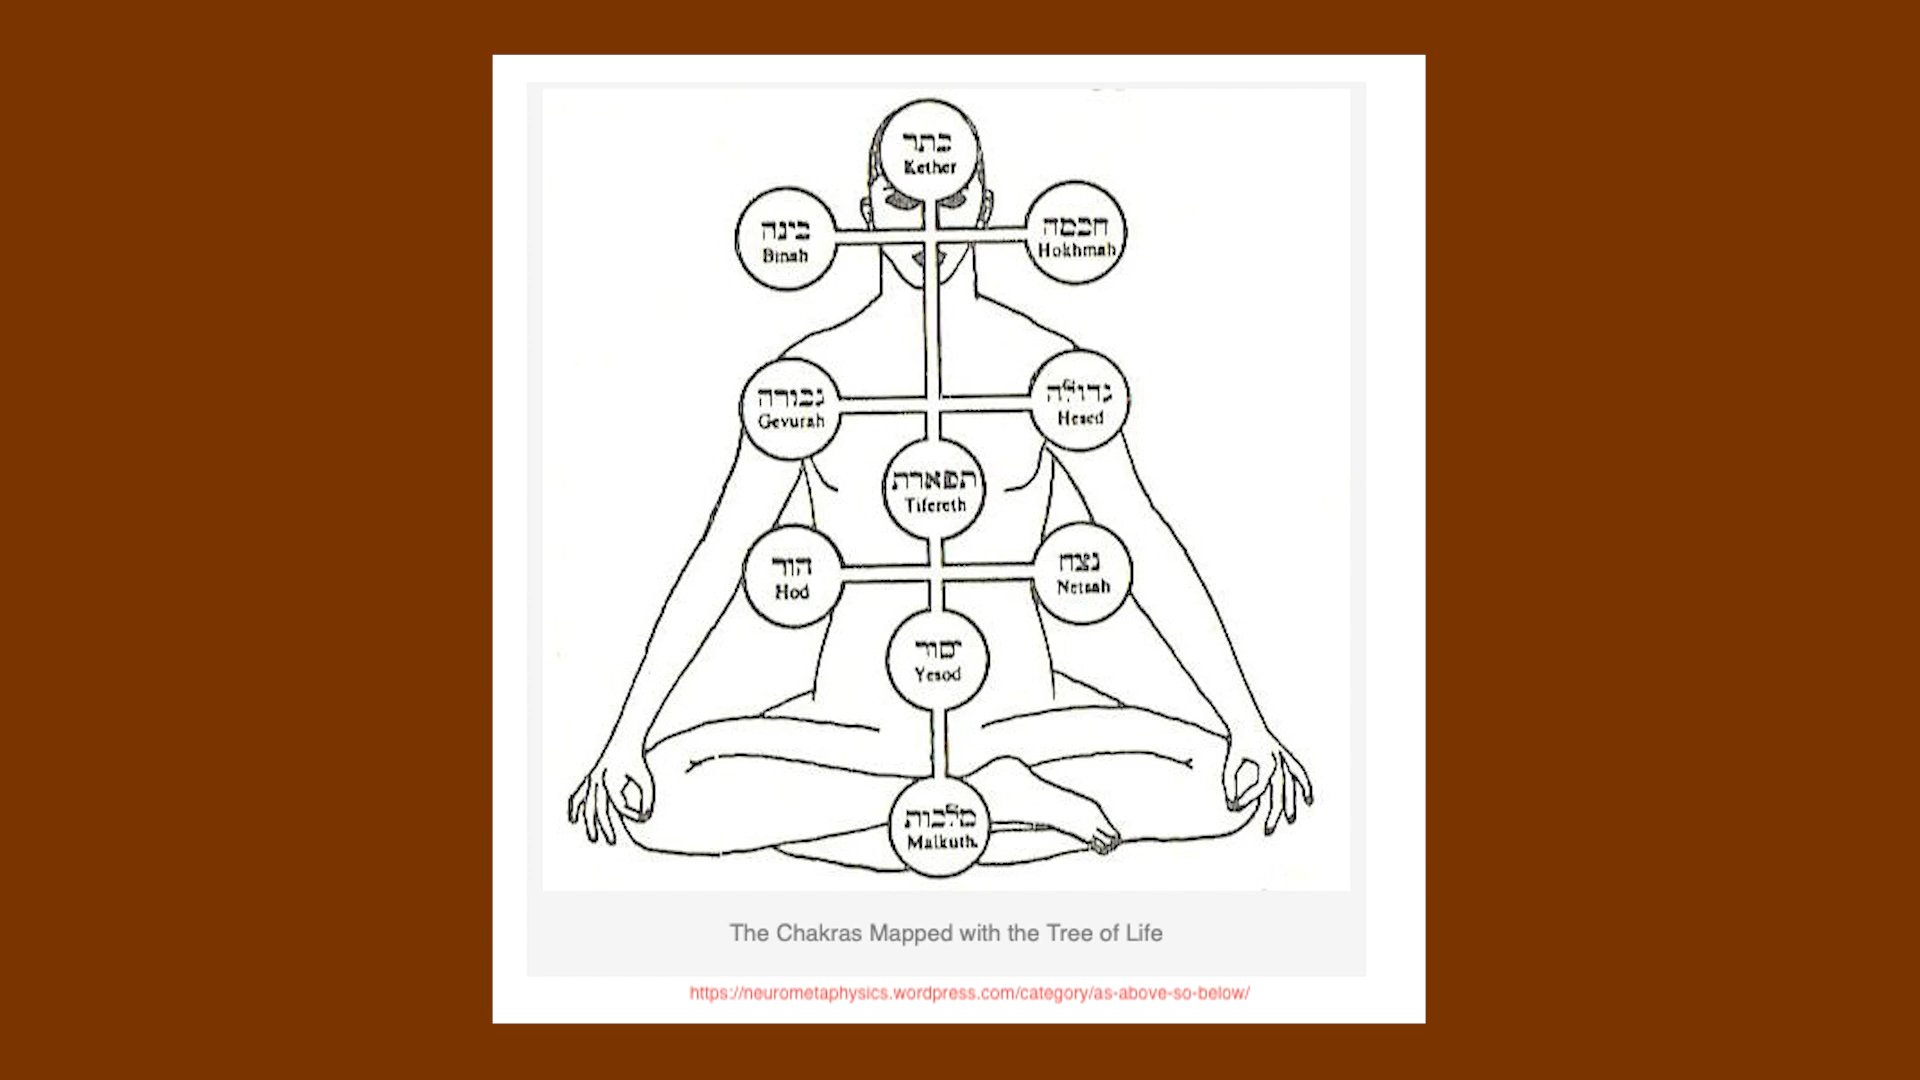 כתר
Kether
בינה
Binah
חכמה
Hokhmah
גבורה
Gevurah
גדולה
Hesed
תפארת
Tifereth
הוד
Hod
נצח
Netsah
יסוד
Yesod
מלכות
Malkuth.
The Chakras Mapped with the Tree of Life
https://neurometaphysics.wordpress.com/category/as-above-so-below/